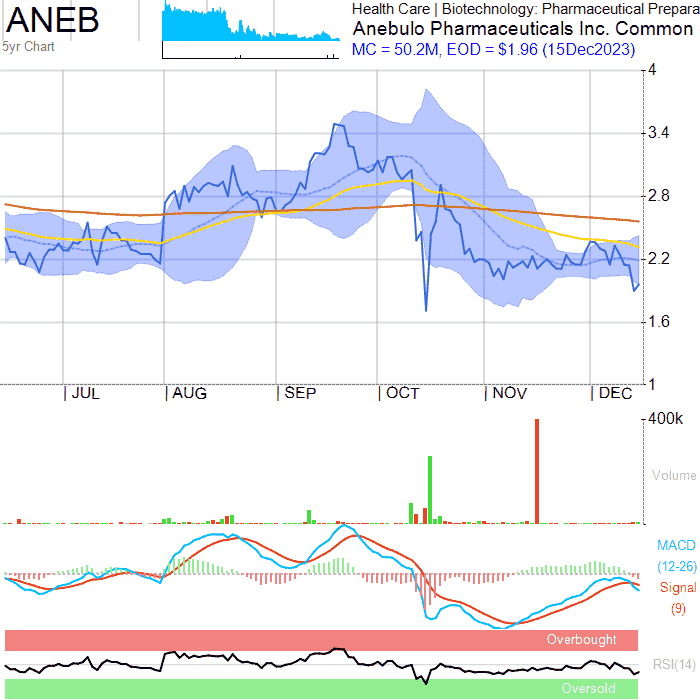 ANEB
5yr Chart
Health Care | Biotechnology: Pharmaceutical Prepara
Anebulo Pharmaceuticals Inc. Common
MC = 50.2M, EOD = $1.96 (15Dec2023)
4
3.4
2.8
2.2
1.6
1
JUL AUG SEP OCT NOV DEC
400k
Volume
MACD
(12-26)
Signal
(9)
Overbought
RSI(14)
Oversold